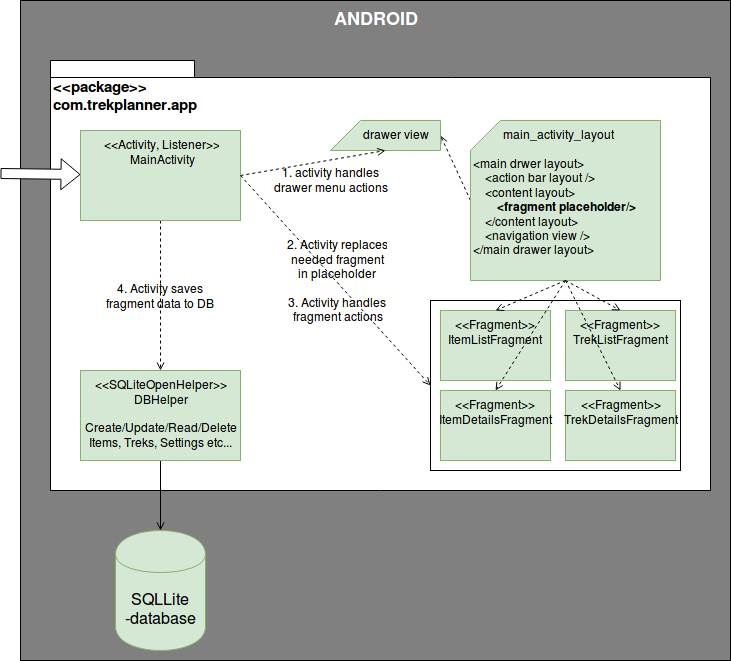 ANDROID
<<package>>
com.trekplanner.app
<<Activity, Listener>>
MainActivity
drawer view
main_activity_layout
<main drwer layout>
<action bar layout />
<content layout>
<fragment placeholder/>
</content layout>
<navigation view />
</main drawer layout>
1. activity handles
drawer menu actions
2. Activity replaces
needed fragment
in placeholder
3. Activity handles
fragment actions
4. Activity saves
fragment data to DB
<<Fragment>>
ItemListFragment
<<Fragment>>
TrekListFragment
<<Fragment>>
ItemDetailsFragment
<<Fragment>>
TrekDetailsFragment
<<SQLiteOpenHelper>>
DBHelper
Create/Update/Read/Delete
Items, Treks, Settings etc...
SQLLite
-database